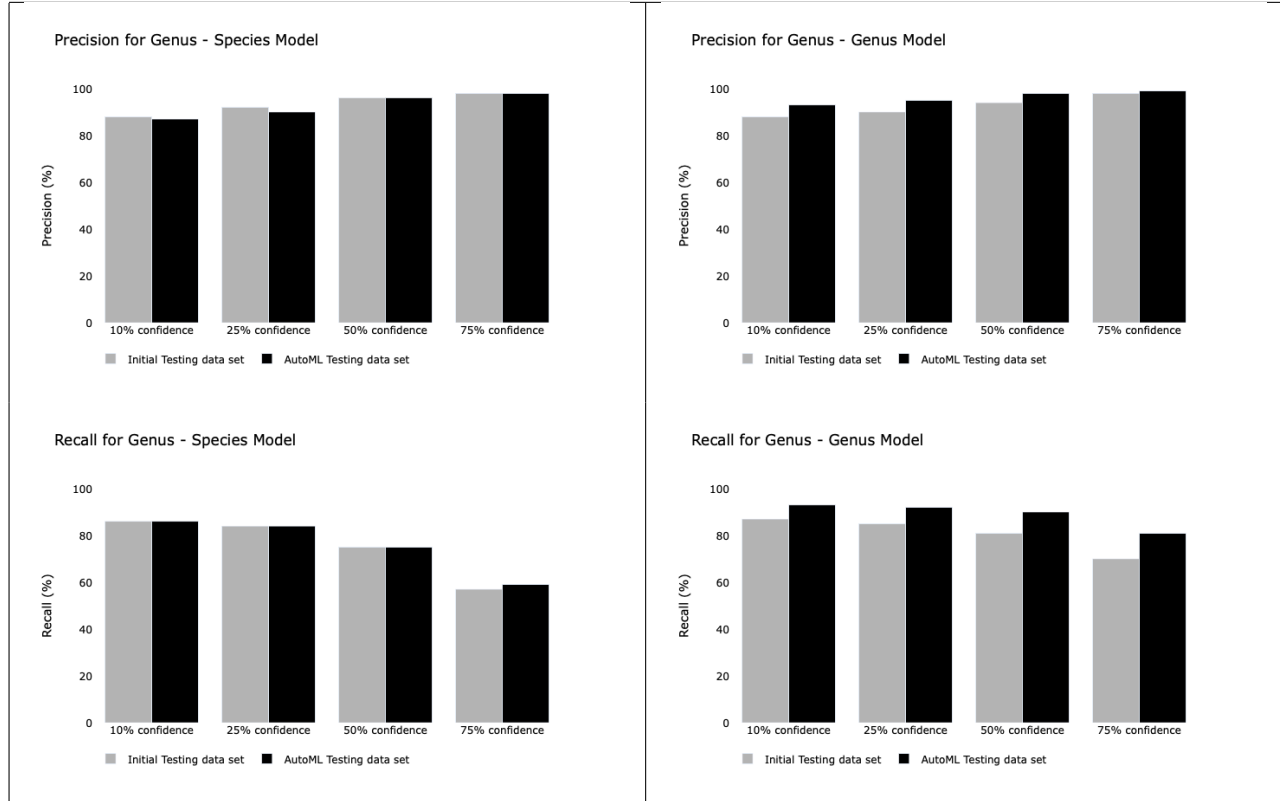 Precision for Genus - Species Model
100
80
60
40
20
0
Precision (%)
10% confidence 25% confidence 50% confidence 75% confidence
Initial Testing data set AutoML Testing data set
Precision for Genus - Genus Model
100
80
60
40
20
0
Precision (%)
10% confidence 25% confidence 50% confidence 75% confidence
Initial Testing data set AutoML Testing data set
Recall for Genus - Species Model
100
80
60
40
20
0
Recall (%)
10% confidence 25% confidence 50% confidence 75% confidence
Initial Testing data set AutoML Testing data set
Recall for Genus - Genus Model
100
80
60
40
20
0
Recall (%)
10% confidence 25% confidence 50% confidence 75% confidence
Initial Testing data set AutoML Testing data set